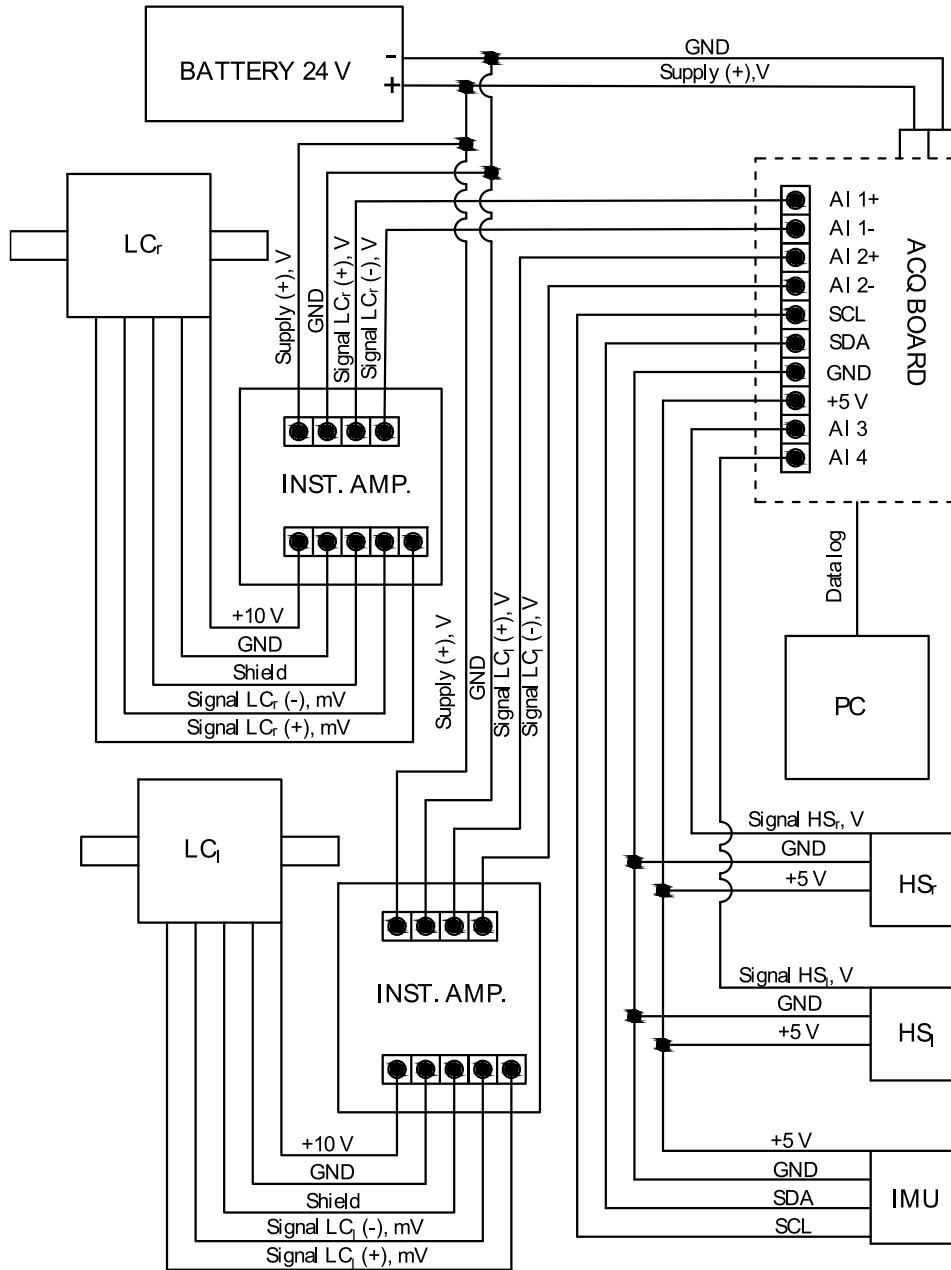 BATTERY 24 V
-
+
GND
Supply (+),V
LCᵣ
Supply (+), V
GND
Signal LCᵣ (+), V
Signal LCᵣ (-), V
AI 1+
AI 1-
AI 2+
AI 2-
SCL
SDA
GND
+5 V
AI 3
AI 4
ACQ BOARD
INST. AMP.
+10 V
GND
Shield
Signal LCᵣ (-), mV
Signal LCᵣ (+), mV
Supply (+), V
GND
Signal LCₗ (+), V
Signal LCₗ (-), V
Datalog
PC
LCₗ
INST. AMP.
+10 V
GND
Shield
Signal LCₗ (-), mV
Signal LCₗ (+), mV
Signal HSᵣ, V
GND
+5 V
HSᵣ
Signal HSₗ, V
GND
+5 V
HSₗ
+5 V
GND
SDA
SCL
IMU